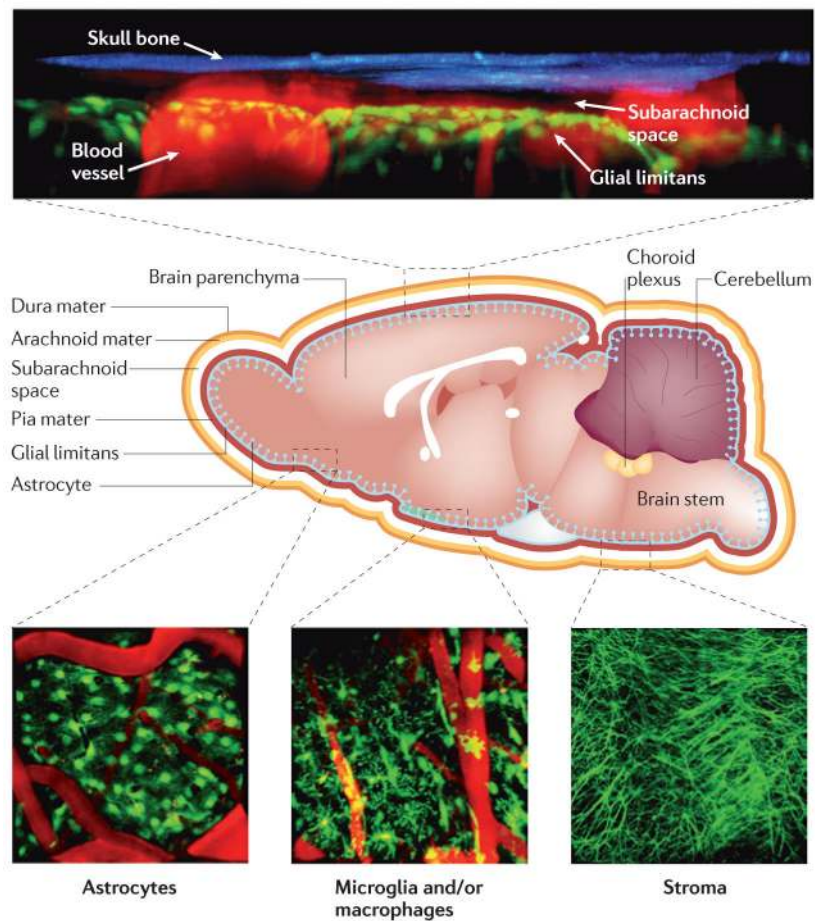 Skull bone
Subarachnoid
space
Blood
vessel
Glial limitans
Choroid
plexus
Cerebellum
Brain parenchyma
Dura mater
Arachnoid mater
Subarachnoid
space
Pia mater
Glial limitans
Astrocyte
Brain stem
Astrocytes
Microglia and/or
macrophages
Stroma